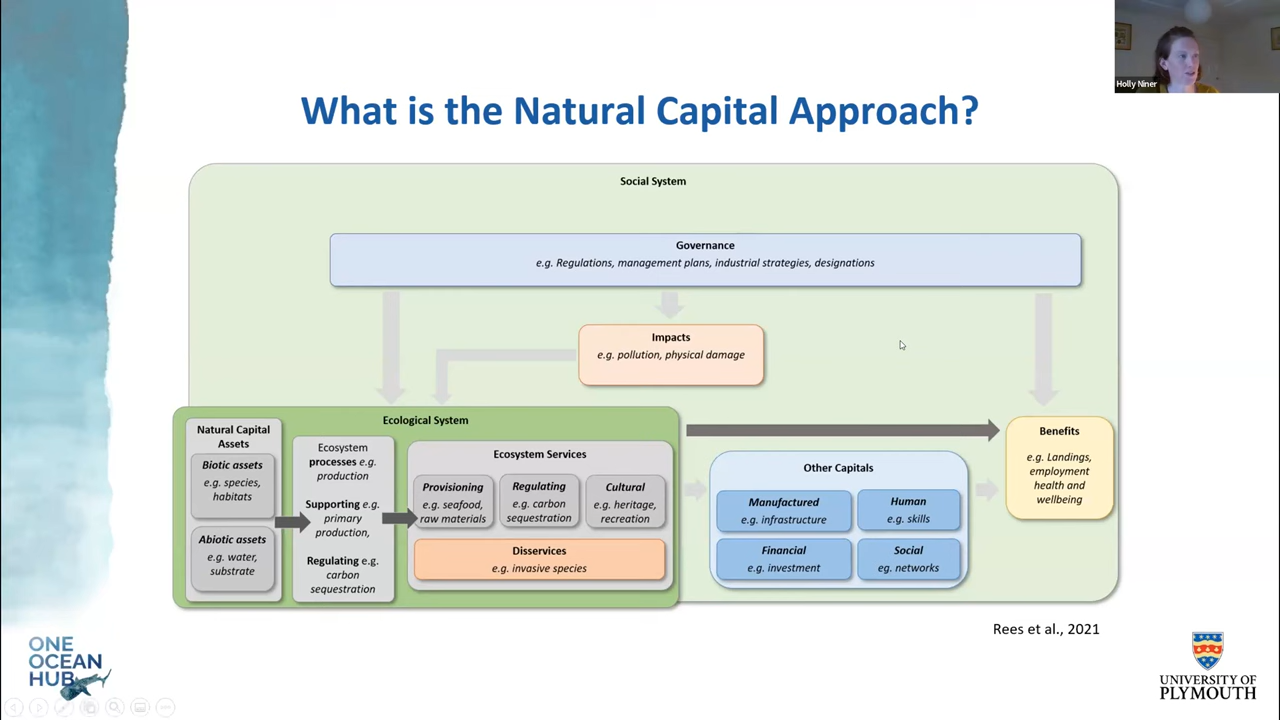 Holly Niner
What is the Natural Capital Approach?
Social System
Governance
e.g. Regulations, management plans, industrial strategies, designations
Impacts
e.g. pollution, physical damage
Ecological System
Natural Capital
Assets
Biotic assets
e.g. species,
habitats
Abiotic assets
e.g. water,
substrate
Ecosystem
processes e.g.
production
Supporting e.g.
primary
production,
Regulating e.g.
carbon
sequestration
Ecosystem Services
Provisioning
e.g. seafood,
raw materials
Regulating
e.g. carbon
sequestration
Cultural
e.g. heritage,
recreation
Disservices
e.g. invasive species
Other Capitals
Manufactured
e.g. infrastructure
Human
e.g. skills
Financial
e.g. investment
Social
eg. networks
Benefits
e.g. Landings,
employment
health and
wellbeing
Rees et al., 2021
ONE
OCEAN
HUB
UNIVERSITY OF
PLYMOUTH